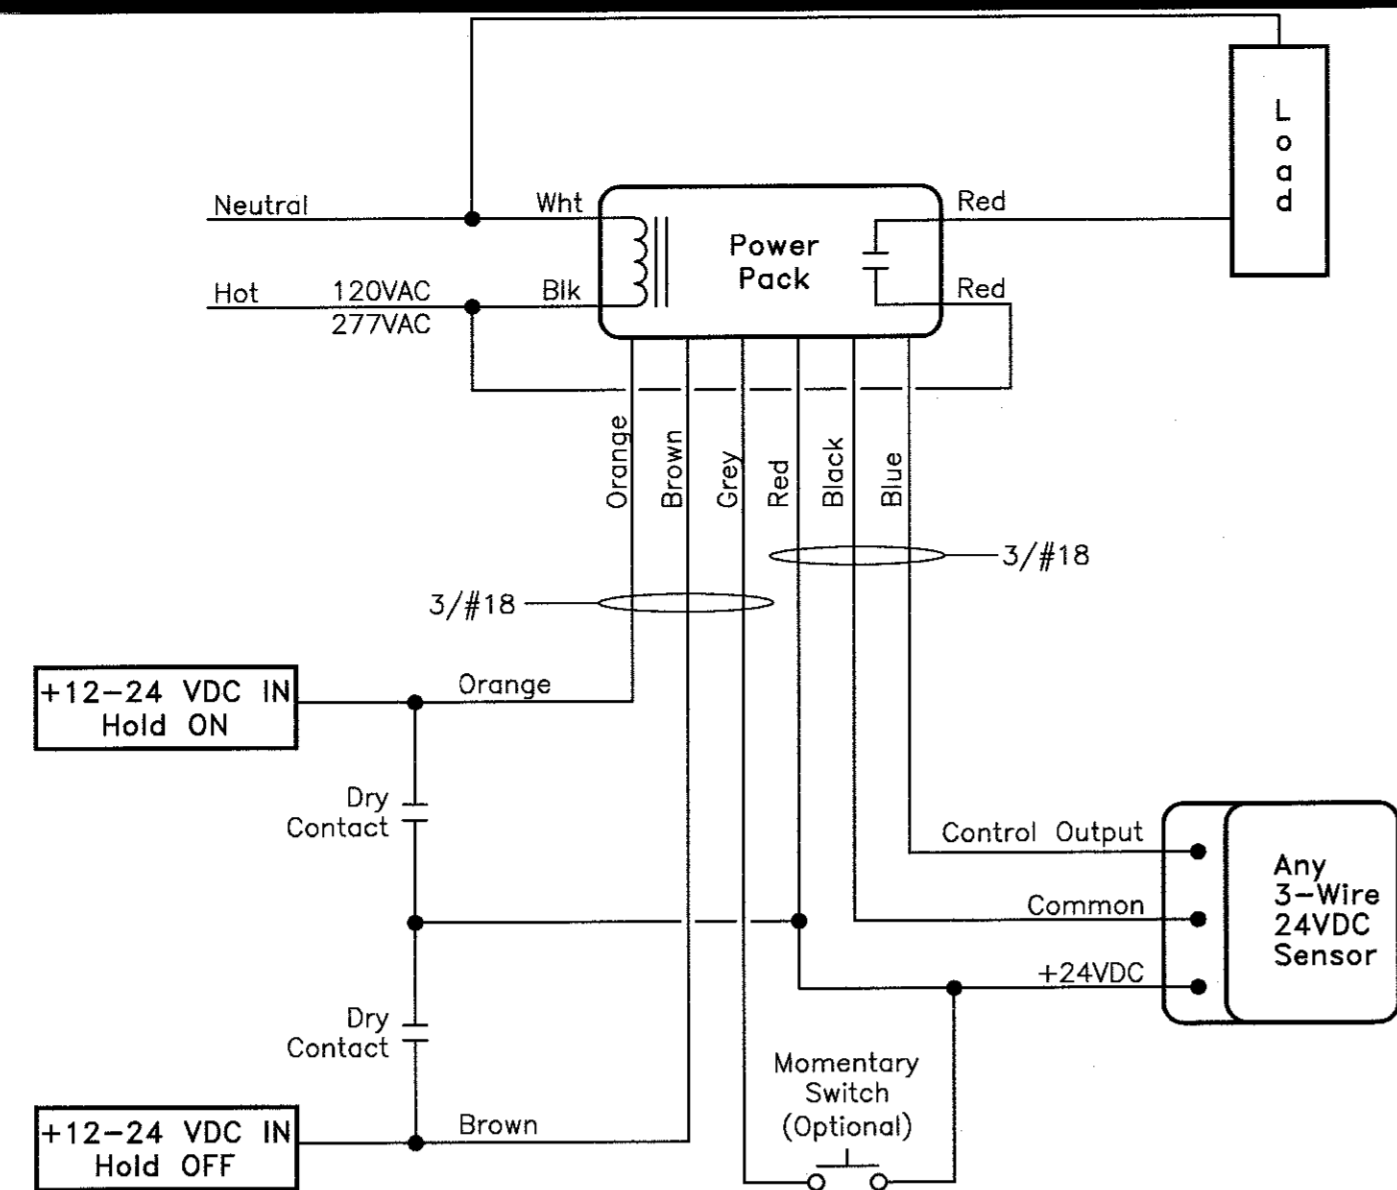 L
o
a
d
Neutral
Wht
Power
Pack
Red
Hot
120VAC
277VAC
Blk
Red
Orange
Brown
Grey
Red
Black
Blue
3/#18
3/#18
+12-24 VDC IN
Hold ON
Orange
Dry
Contact
Control Output
Common
+24VDC
Any
3-Wire
24VDC
Sensor
Dry
Contact
Momentary
Switch
(Optional)
+12-24 VDC IN
Hold OFF
Brown